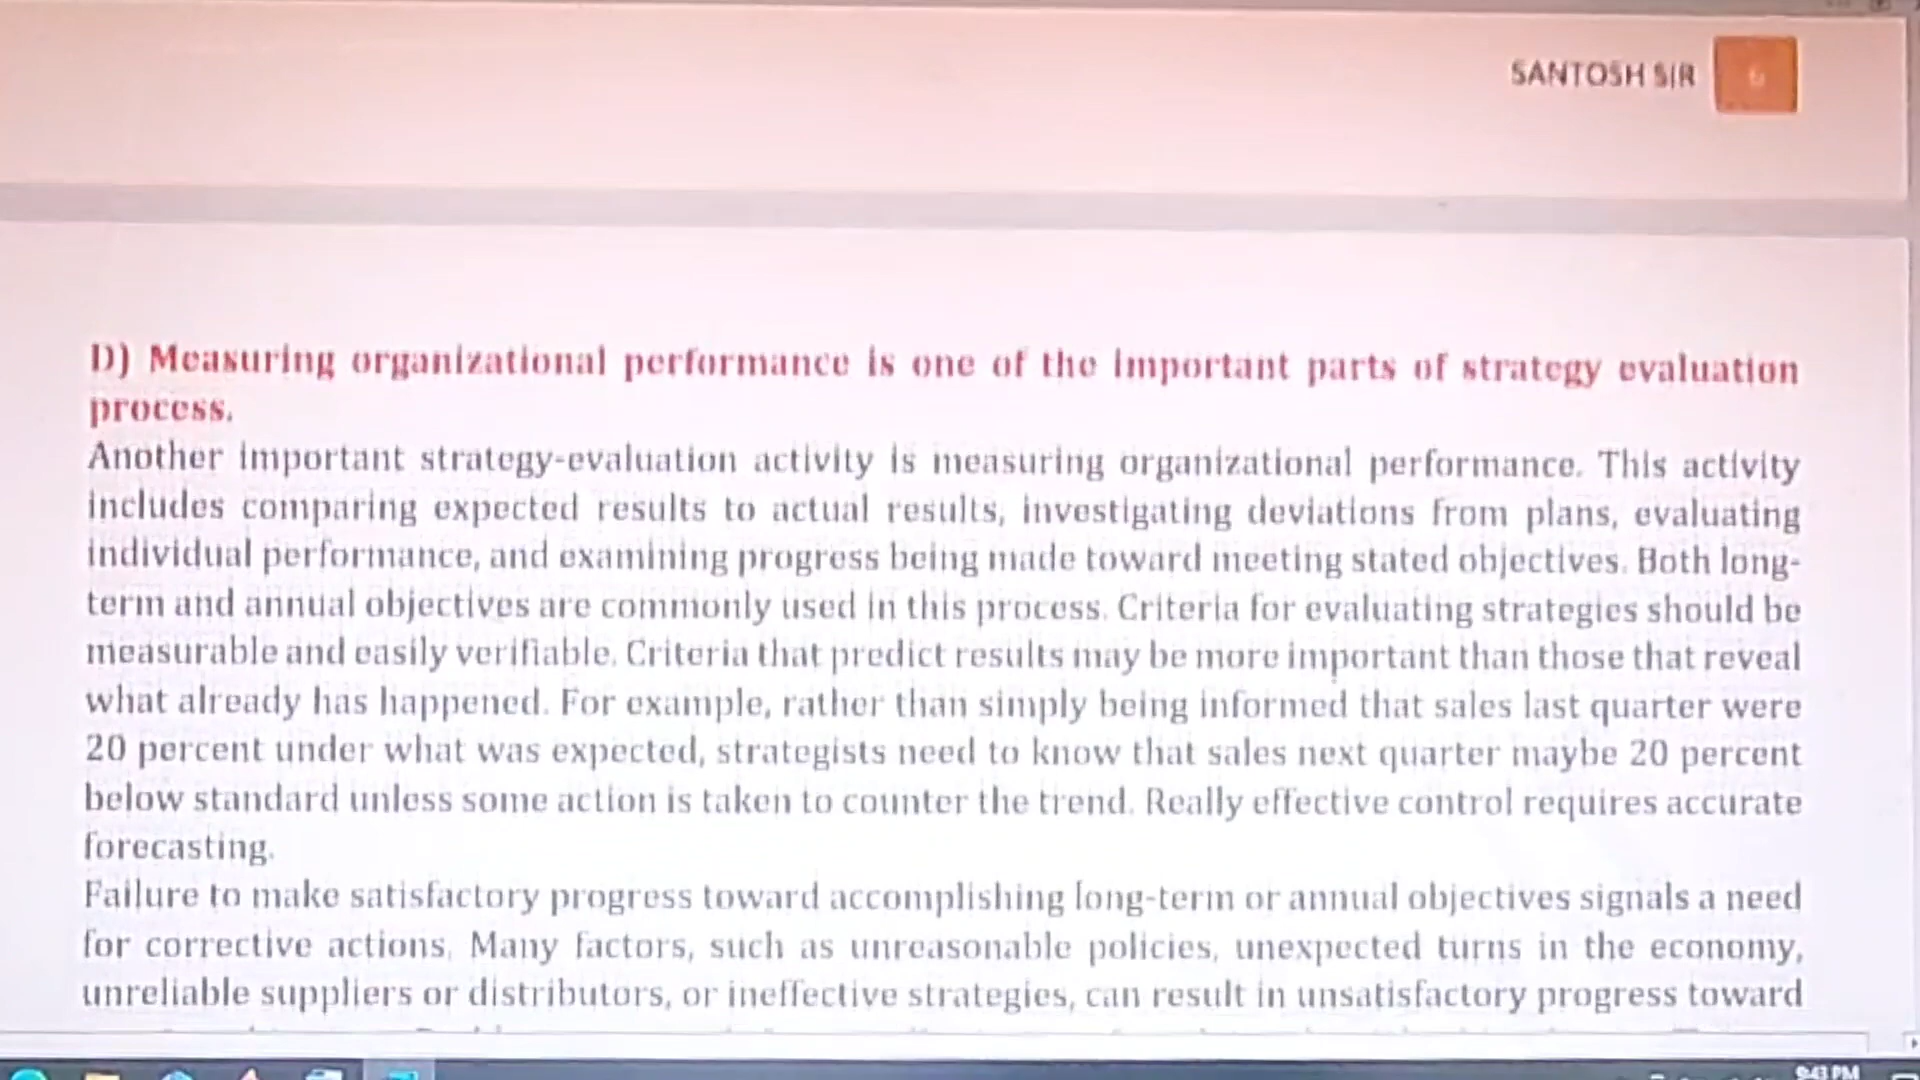 SANTOSH SIR
D) Measuring organizational performance is one of the important parts of strategy evaluation
process.
Another important strategy-evaluation activity is measuring organizational performance. This activity
includes comparing expected results to actual results, investigating deviations from plans, evaluating
individual performance, and examining progress being made toward meeting stated objectives. Both long-
term and annual objectives are commonly used in this process. Criteria for evaluating strategies should be
measurable and easily verifiable. Criteria that predict results may be more important than those that reveal
what already has happened. For example, rather than simply being informed that sales last quarter were
20 percent under what was expected, strategists need to know that sales next quarter maybe 20 percent
below standard unless some action is taken to counter the trend. Really effective control requires accurate
forecasting.
Failure to make satisfactory progress toward accomplishing long-term or annual objectives signals a need
for corrective actions. Many factors, such as unreasonable policies, unexpected turns in the economy,
unreliable suppliers or distributors, or ineffective strategies, can result in unsatisfactory progress toward
9:43 PM